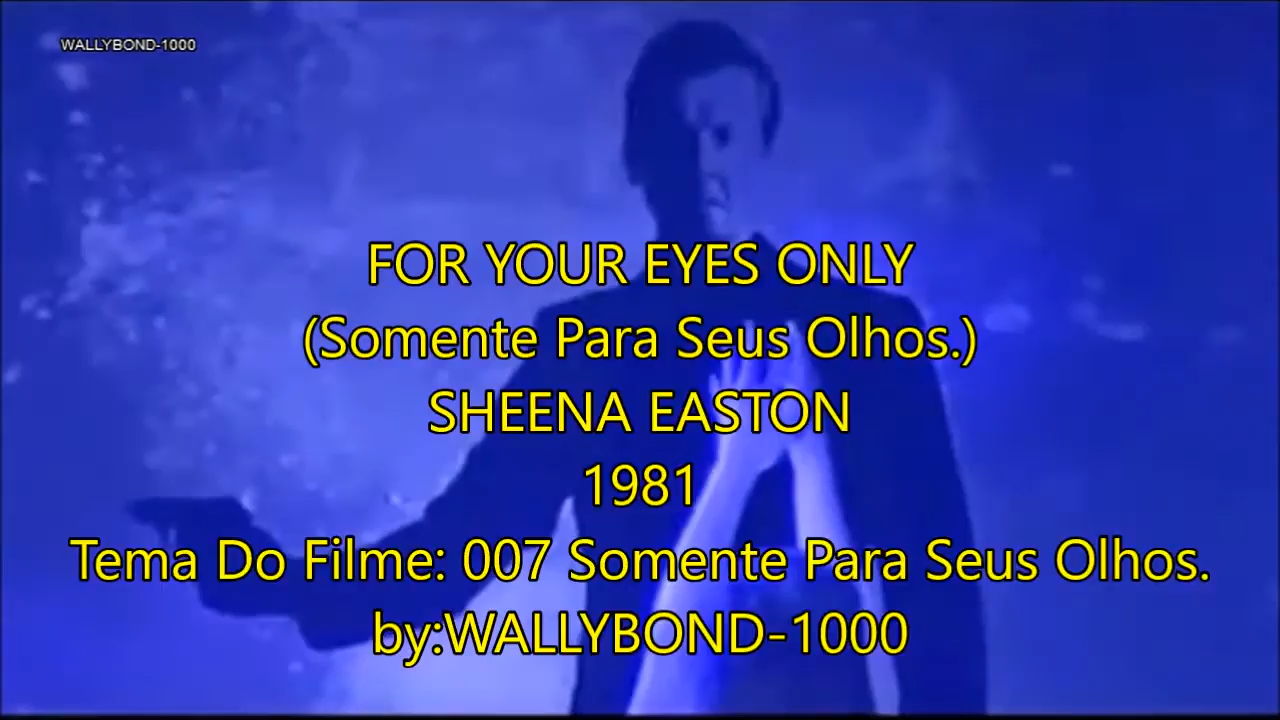 WALLYBOND-1000
FOR YOUR EYES ONLY
(Somente Para Seus Olhos.)
SHEENA EASTON
1981
Tema Do Filme: 007 Somente Para Seus Olhos.
by:WALLYBOND-1000